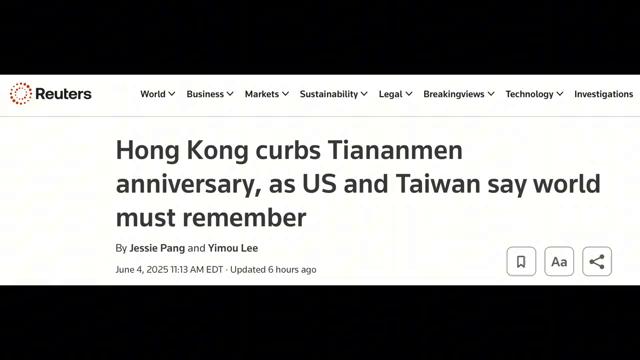 Reuters
World Business Markets Sustainability Legal Breakingviews Technology Investigations
Hong Kong curbs Tiananmen
anniversary, as US and Taiwan say world
must remember
By Jessie Pang and Yimou Lee
June 4, 2025 11:13 AM EDT · Updated 6 hours ago
Aa